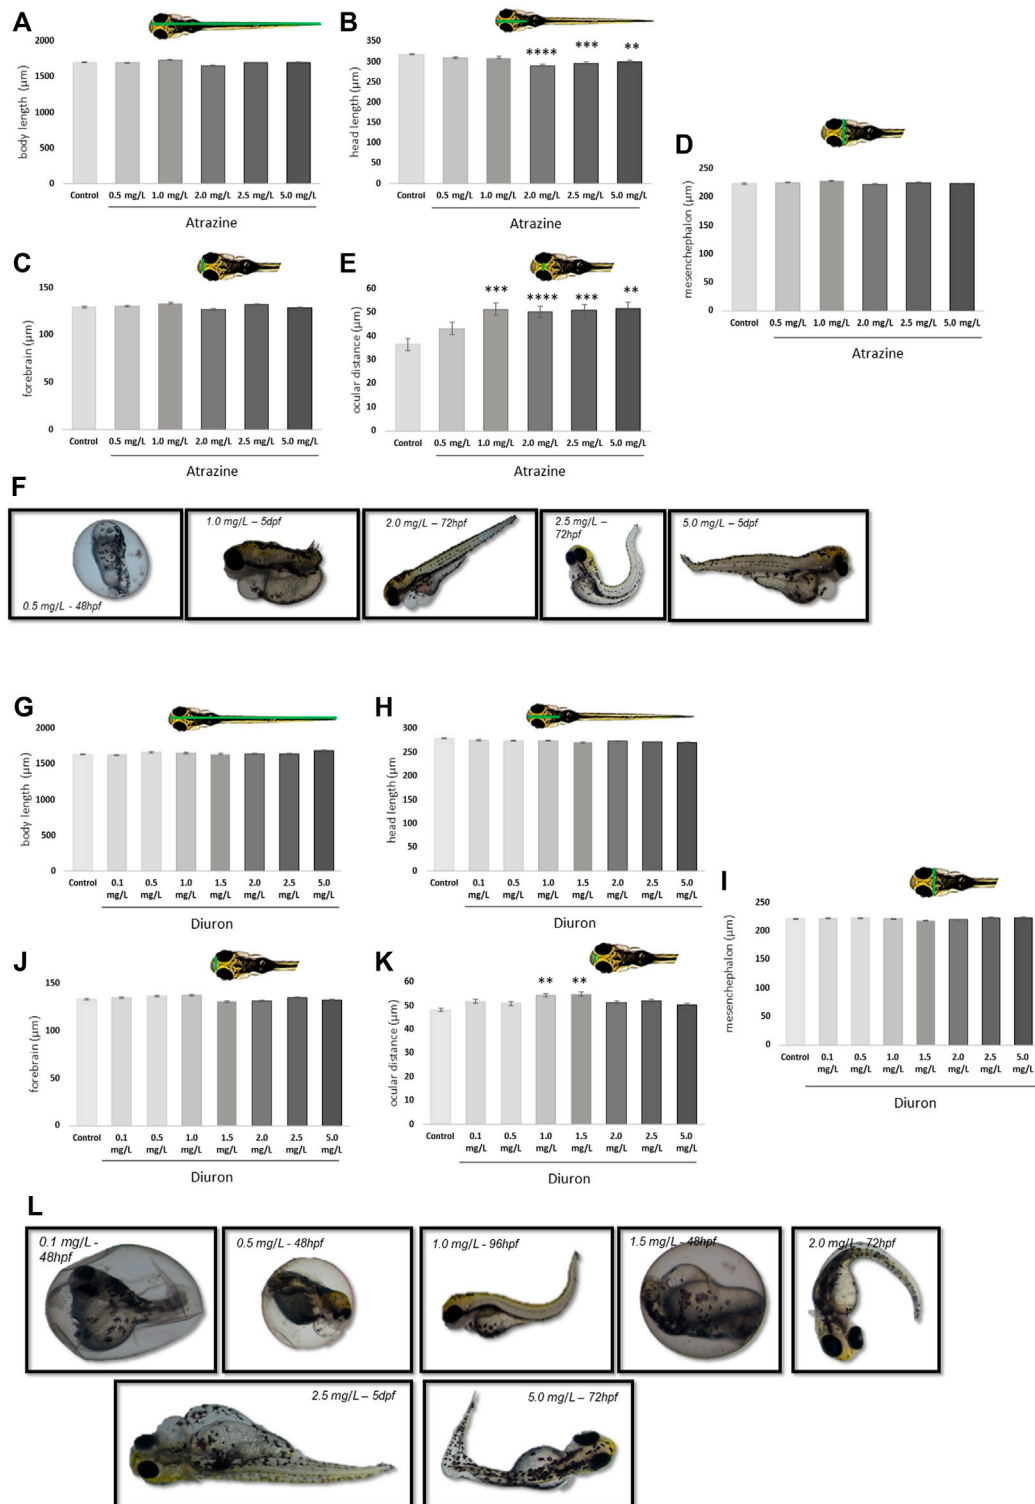 A
2000
1500
1000
500
0
body length (µm)
Control 0.5 mg/L 1.0 mg/L 2.0 mg/L 2.5 mg/L 5.0 mg/L
Atrazine
B
350
300
250
200
150
100
50
0
head length (µm)
**** *** **
Control 0.5 mg/L 1.0 mg/L 2.0 mg/L 2.5 mg/L 5.0 mg/L
Atrazine
D
250
200
150
100
50
0
mesenchephalon (µm)
Control 0.5 mg/L 1.0 mg/L 2.0 mg/L 2.5 mg/L 5.0 mg/L
Atrazine
C
150
100
50
0
forebrain (µm)
Control 0.5 mg/L 1.0 mg/L 2.0 mg/L 2.5 mg/L 5.0 mg/L
Atrazine
E
60
50
40
30
20
10
0
ocular distance (µm)
*** **** *** **
Control 0.5 mg/L 1.0 mg/L 2.0 mg/L 2.5 mg/L 5.0 mg/L
Atrazine
F
0.5 mg/L - 48hpf
1.0 mg/L – 5dpf
2.0 mg/L – 72hpf
2.5 mg/L –
72hpf
5.0 mg/L – 5dpf
G
2000
1500
1000
500
0
body length (µm)
Control 0.1 0.5 1.0 1.5 2.0 2.5 5.0
mg/L mg/L mg/L mg/L mg/L mg/L mg/L
Diuron
H
300
250
200
150
100
50
0
head length (µm)
Control 0.1 0.5 1.0 1.5 2.0 2.5 5.0
mg/L mg/L mg/L mg/L mg/L mg/L mg/L
Diuron
I
250
200
150
100
50
0
mesenchephalon (µm)
Control 0.1 0.5 1.0 1.5 2.0 2.5 5.0
mg/L mg/L mg/L mg/L mg/L mg/L mg/L
Diuron
J
150
100
50
0
forebrain (µm)
Control 0.1 0.5 1.0 1.5 2.0 2.5 5.0
mg/L mg/L mg/L mg/L mg/L mg/L mg/L
Diuron
K
60
50
40
30
20
10
0
ocular distance (µm)
** **
Control 0.1 0.5 1.0 1.5 2.0 2.5 5.0
mg/L mg/L mg/L mg/L mg/L mg/L mg/L
Diuron
L
0.1 mg/L -
48hpf
0.5 mg/L - 48hpf
1.0 mg/L - 96hpf
1.5 mg/L - 48hpf
2.0 mg/L – 72hpf
2.5 mg/L – 5dpf
5.0 mg/L – 72hpf